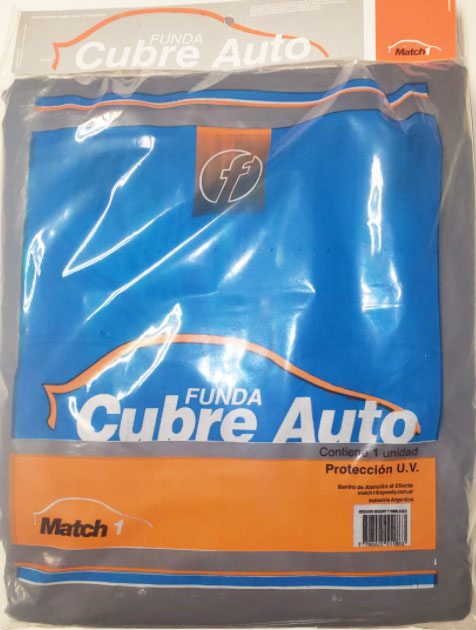 FUNDA
Cubre Auto
Match 1
f
FUNDA
Cubre Auto
Contiene 1 unidad
Protección U.V.
Centro de Atención al Cliente
Industria Argentina
Match 1